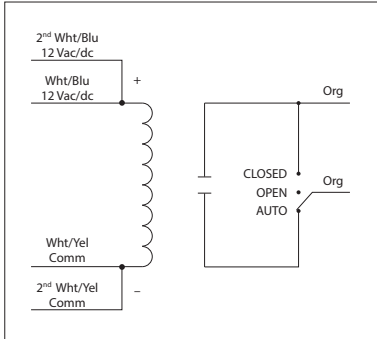 2nd Wht/Blu
12 Vac/dc
Wht/Blu
12 Vac/dc
+
Org
CLOSED
OPEN
AUTO
Org
Wht/Yel
Comm
2nd Wht/Yel
Comm
–